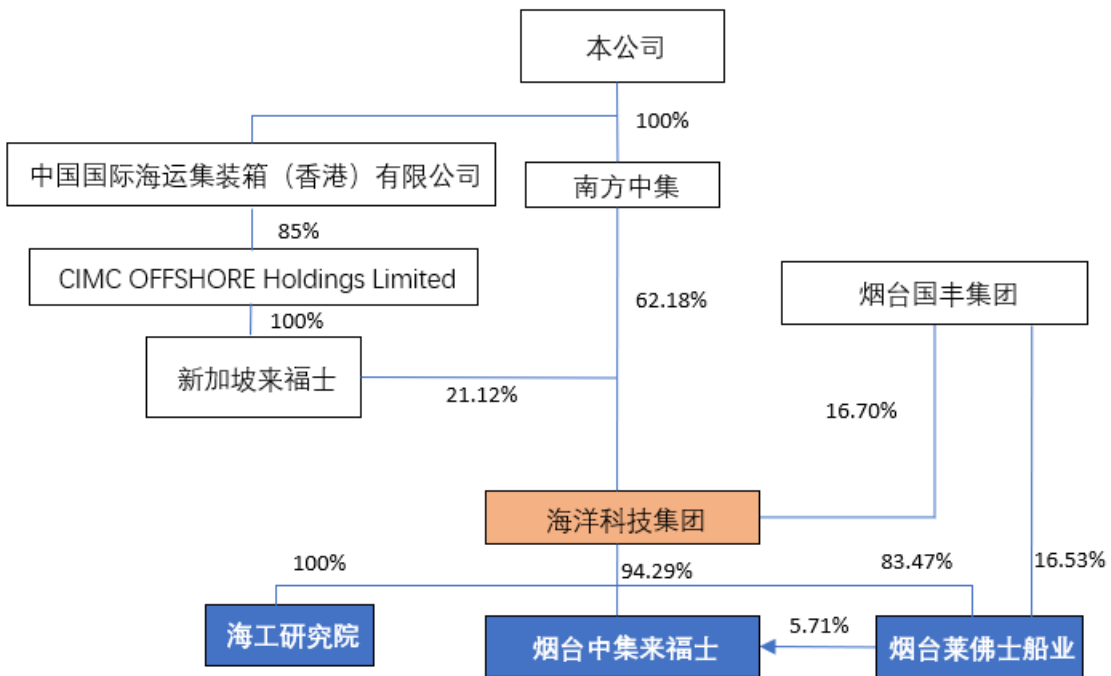 本公司
100%
中国国际海运集装箱（香港）有限公司
南方中集
85%
CIMC OFFSHORE Holdings Limited
62.18%
烟台国丰集团
100%
新加坡来福士
21.12%
16.70%
海洋科技集团
100%
94.29%
83.47%
16.53%
海工研究院
烟台中集来福士
5.71%
烟台莱佛士船业